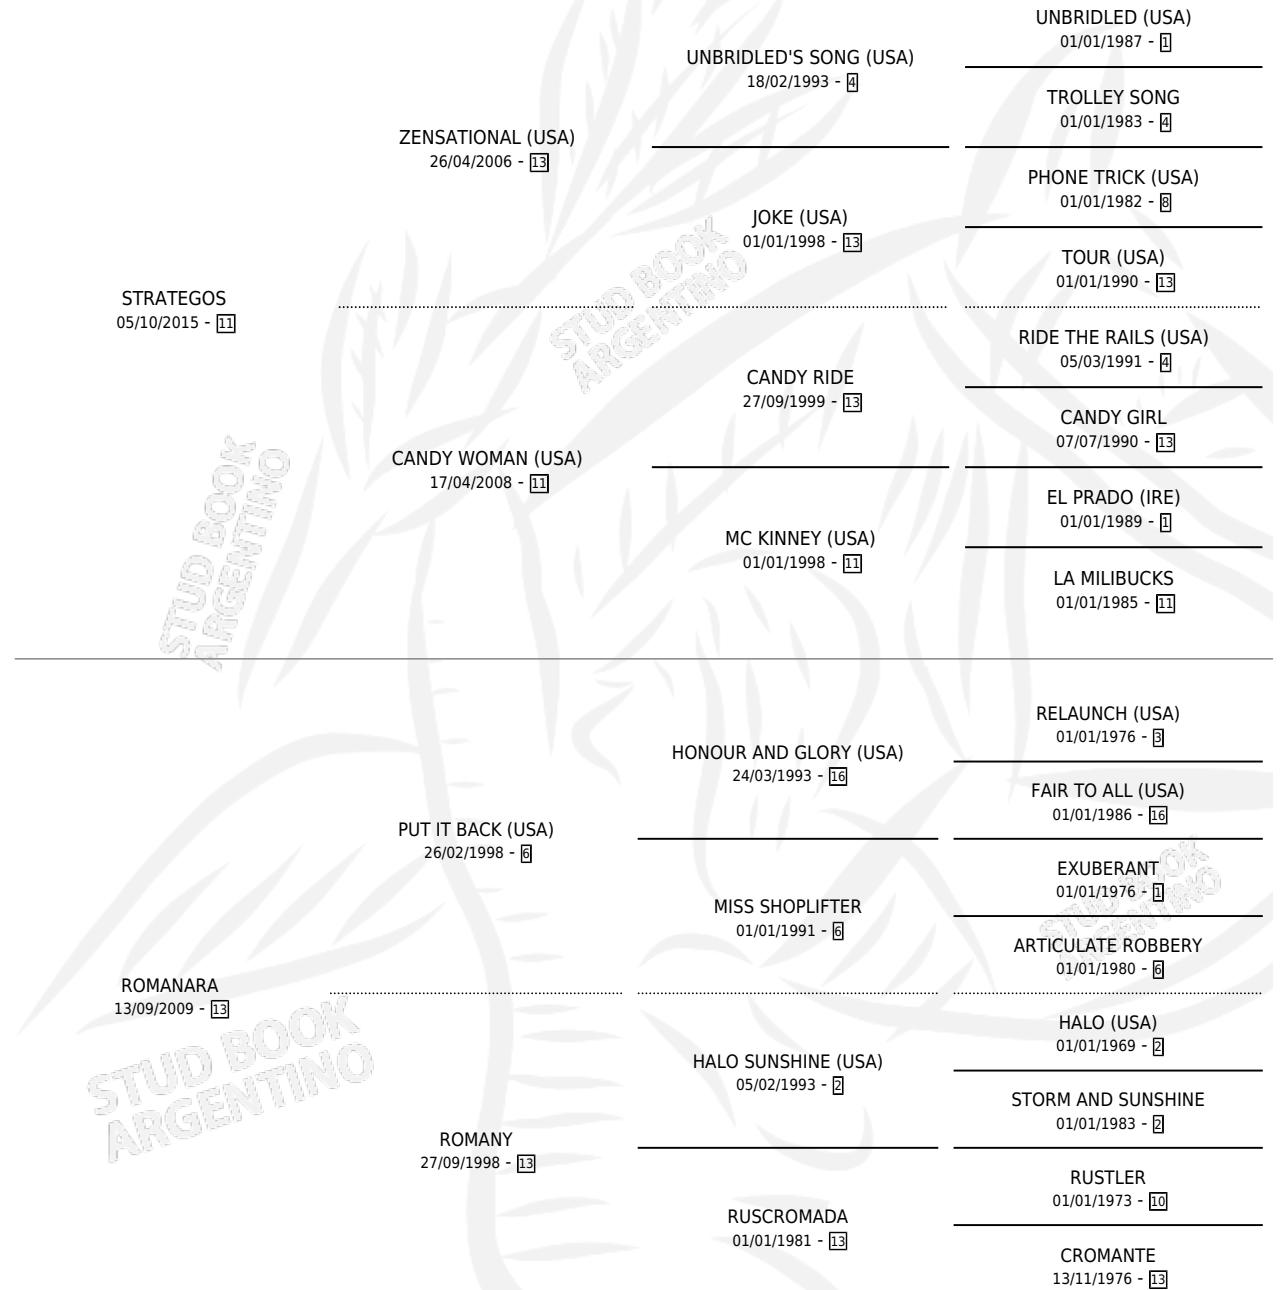 UNBRIDLED (USA)
01/01/1987 - 1
UNBRIDLED'S SONG (USA)
18/02/1993 - 4
TROLLEY SONG
01/01/1983 - 4
ZENSATIONAL (USA)
26/04/2006 - 13
PHONE TRICK (USA)
01/01/1982 - 8
JOKE (USA)
01/01/1998 - 13
TOUR (USA)
01/01/1990 - 13
STRATEGOS
05/10/2015 - 11
STUD BOOK
ARGENTINO
RIDE THE RAILS (USA)
05/03/1991 - 4
CANDY RIDE
27/09/1999 - 13
CANDY GIRL
07/07/1990 - 13
CANDY WOMAN (USA)
17/04/2008 - 11
EL PRADO (IRE)
01/01/1989 - 1
MC KINNEY (USA)
01/01/1998 - 11
LA MILIBUCKS
01/01/1985 - 11
STUD BOOK
ARGENTINO
RELAUNCH (USA)
01/01/1976 - 3
HONOUR AND GLORY (USA)
24/03/1993 - 16
FAIR TO ALL (USA)
01/01/1986 - 16
PUT IT BACK (USA)
26/02/1998 - 6
EXUBERANT
01/01/1976 - 1
STUD BOOK
ARGENTINO
MISS SHOPLIFTER
01/01/1991 - 6
ARTICULATE ROBBERY
01/01/1980 - 6
ROMANARA
13/09/2009 - 13
STUD BOOK
ARGENTINO
HALO (USA)
01/01/1969 - 2
HALO SUNSHINE (USA)
05/02/1993 - 2
STORM AND SUNSHINE
01/01/1983 - 2
ROMANY
27/09/1998 - 13
RUSTLER
01/01/1973 - 10
RUSCROMADA
01/01/1981 - 13
CROMANTE
13/11/1976 - 13